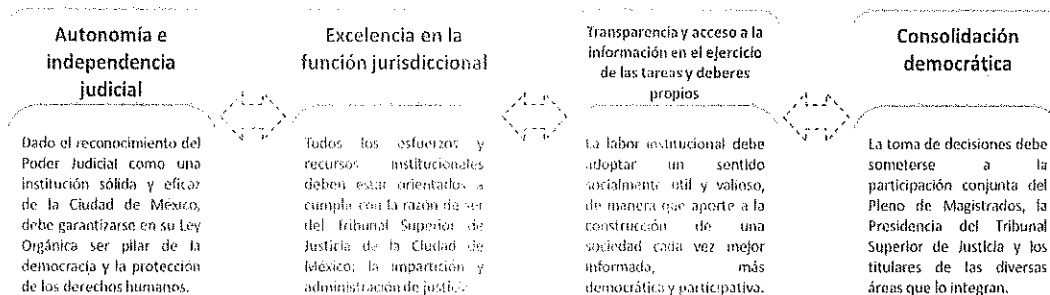 Autonomía e
independencia
judicial
Dado el reconocimiento del
Poder Judicial como una
institución sólida y eficaz
de la Ciudad de México,
debe garantizarse en su Ley
Orgánica ser pilar de la
democracia y la protección
de los derechos humanos.
Excelencia en la
función jurisdiccional
Todos los esfuerzos y
recursos institucionales
deben estar orientados a
cumplir con la razón de ser
del Tribunal Superior de
Justicia de la Ciudad de
México; la impartición y
administración de justicia
Transparencia y acceso a la
información en el ejercicio
de las tareas y deberes
propios
La labor institucional debe
adoptar un sentido
socialmente útil y valioso,
de manera que aporte a la
construcción de una
sociedad cada vez mejor
informada, más
democrática y participativa.
Consolidación
democrática
La toma de decisiones debe
someterse a la
participación conjunta del
Pleno de Magistrados, la
Presidencia del Tribunal
Superior de Justicia y los
titulares de las diversas
áreas que lo integran.